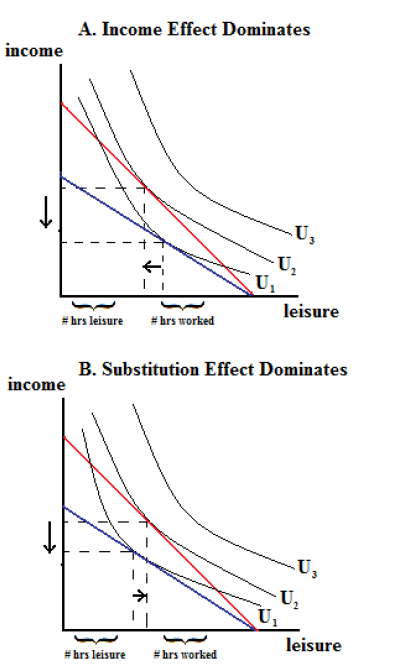 A. Income Effect Dominates
income
U3
U2
U1
leisure
# hrs leisure # hrs worked
B. Substitution Effect Dominates
income
U3
U2
U1
leisure
# hrs leisure # hrs worked